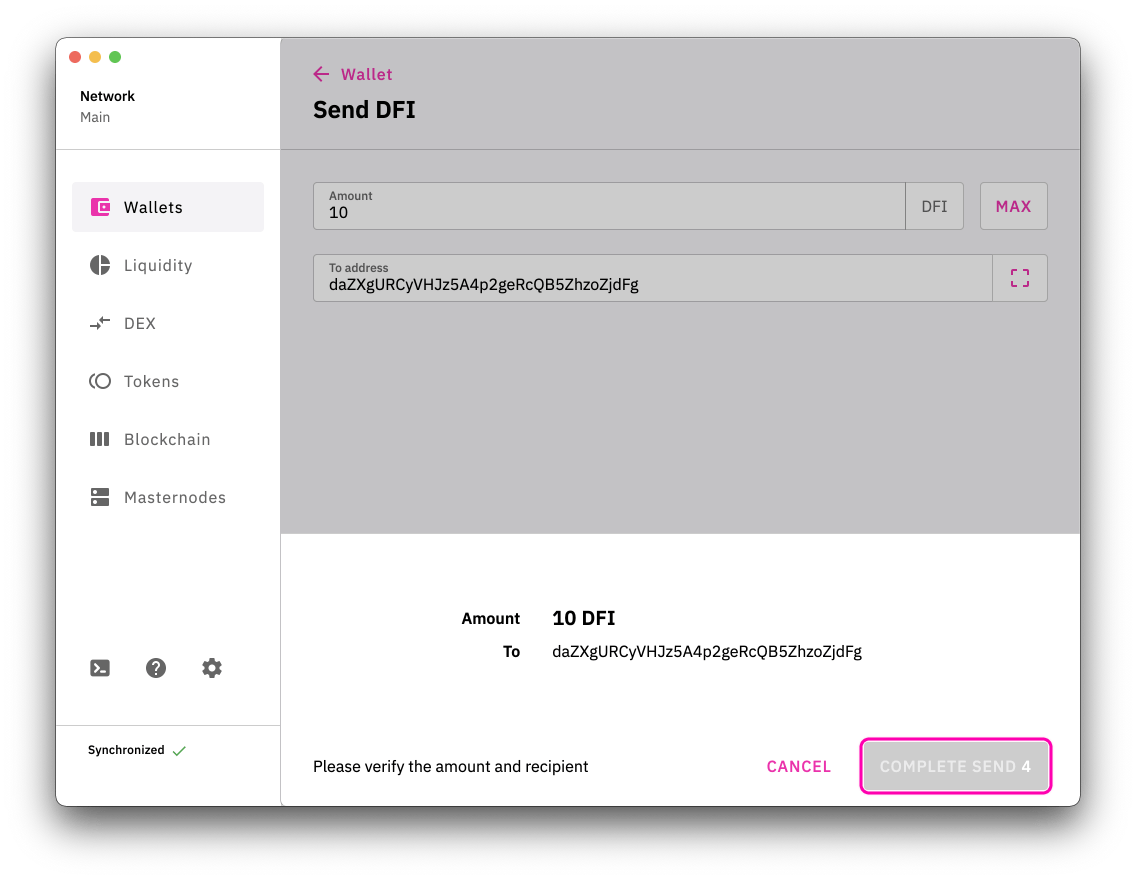 Network
Main
Wallets
Liquidity
DEX
Tokens
Blockchain
Masternodes
Synchronized
Wallet
Send DFI
Amount
10
DFI
MAX
To address
daZXgURCyVHJz5A4p2geRcQB5ZhzoZjdFg
Amount 10 DFI
To daZXgURCyVHJz5A4p2geRcQB5ZhzoZjdFg
Please verify the amount and recipient
CANCEL
COMPLETE SEND 4